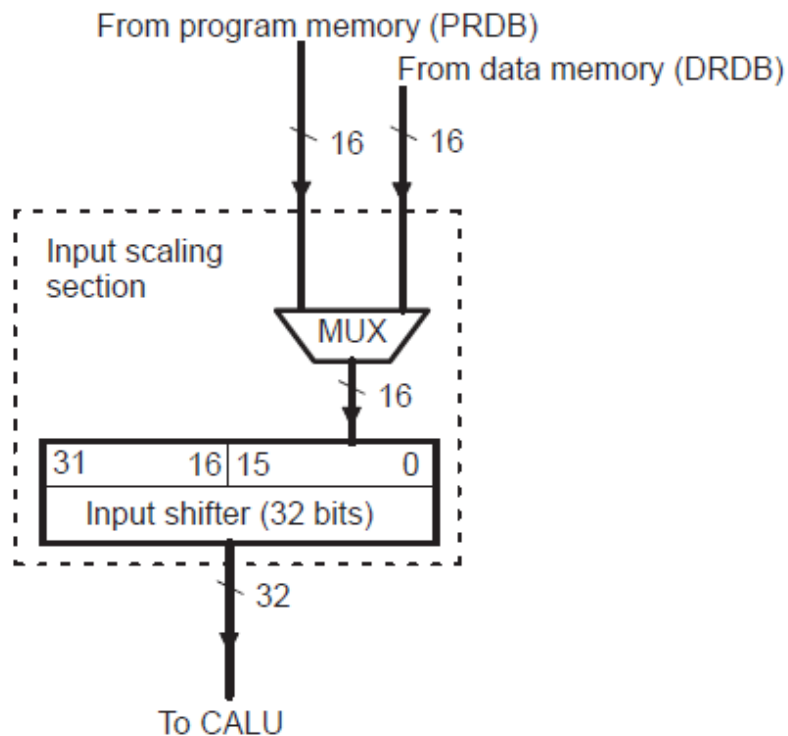 From program memory (PRDB)
From data memory (DRDB)
16
16
Input scaling
section
MUX
16
31 16 15 0
Input shifter (32 bits)
32
To CALU